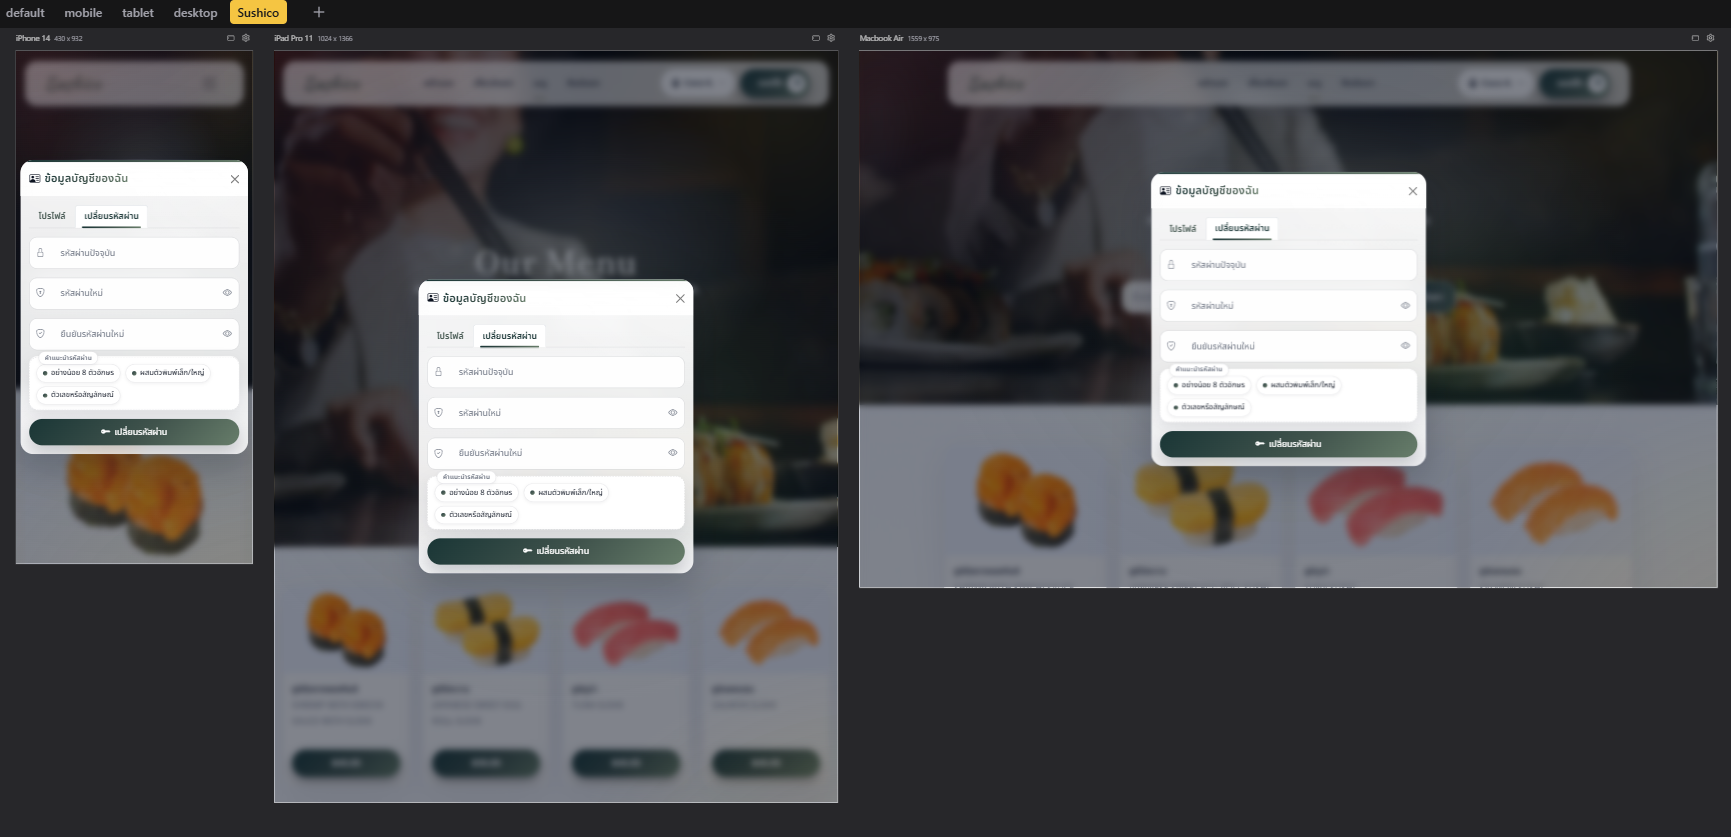 default mobile tablet desktop Sushico +
iPhone 14 430 x 932
ข้อมูลบัญชีของฉัน
โปรไฟล์ เปลี่ยนรหัสผ่าน
รหัสผ่านปัจจุบัน
รหัสผ่านใหม่
ยืนยันรหัสผ่านใหม่
คำแนะนำรหัสผ่าน
อย่างน้อย 8 ตัวอักษร ผสมตัวพิมพ์เล็ก/ใหญ่
ตัวเลขหรือสัญลักษณ์
เปลี่ยนรหัสผ่าน
iPad Pro 11 1024 x 1366
Our Menu
ข้อมูลบัญชีของฉัน
โปรไฟล์ เปลี่ยนรหัสผ่าน
รหัสผ่านปัจจุบัน
รหัสผ่านใหม่
ยืนยันรหัสผ่านใหม่
คำแนะนำรหัสผ่าน
อย่างน้อย 8 ตัวอักษร ผสมตัวพิมพ์เล็ก/ใหญ่
ตัวเลขหรือสัญลักษณ์
เปลี่ยนรหัสผ่าน
Macbook Air 1559 x 975
ข้อมูลบัญชีของฉัน
โปรไฟล์ เปลี่ยนรหัสผ่าน
รหัสผ่านปัจจุบัน
รหัสผ่านใหม่
ยืนยันรหัสผ่านใหม่
คำแนะนำรหัสผ่าน
อย่างน้อย 8 ตัวอักษร ผสมตัวพิมพ์เล็ก/ใหญ่
ตัวเลขหรือสัญลักษณ์
เปลี่ยนรหัสผ่าน